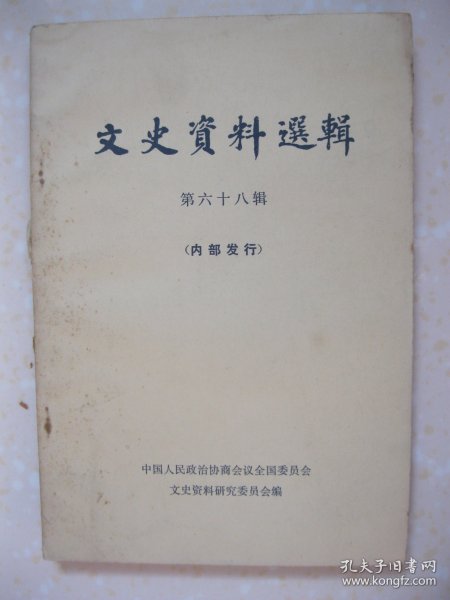 文史資料選輯
第六十八辑
（内部发行）
中国人民政治协商会议全国委员会
文史资料研究委员会编
孔夫子旧书网
www.kongfz.com